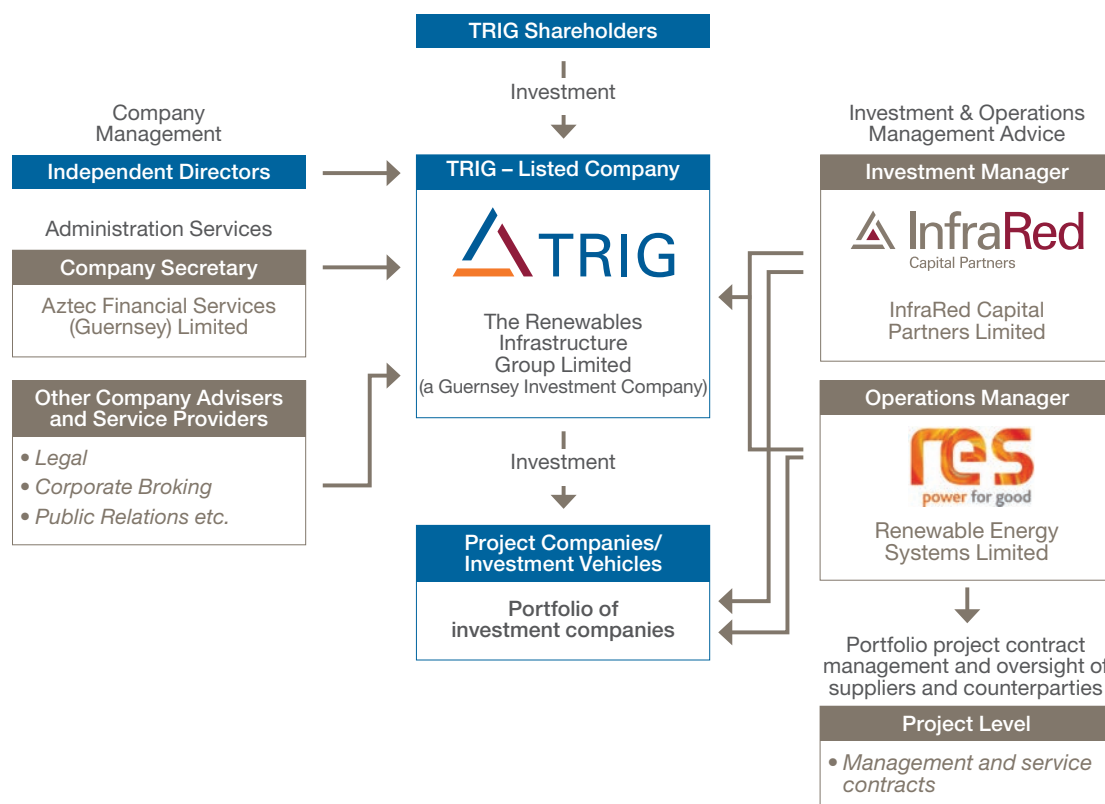 TRIG Shareholders
Investment
Company
Management
Independent Directors
Administration Services
Company Secretary
Aztec Financial Services
(Guernsey) Limited
Other Company Advisers
and Service Providers
• Legal
• Corporate Broking
• Public Relations etc.
TRIG – Listed Company
TRIG
The Renewables
Infrastructure
Group Limited
(a Guernsey Investment Company)
Investment
Project Companies/
Investment Vehicles
Portfolio of
investment companies
Investment & Operations
Management Advice
Investment Manager
InfraRed
Capital Partners
InfraRed Capital
Partners Limited
Operations Manager
res
power for good
Renewable Energy
Systems Limited
Portfolio project contract
management and oversight of
suppliers and counterparties
Project Level
• Management and service
contracts